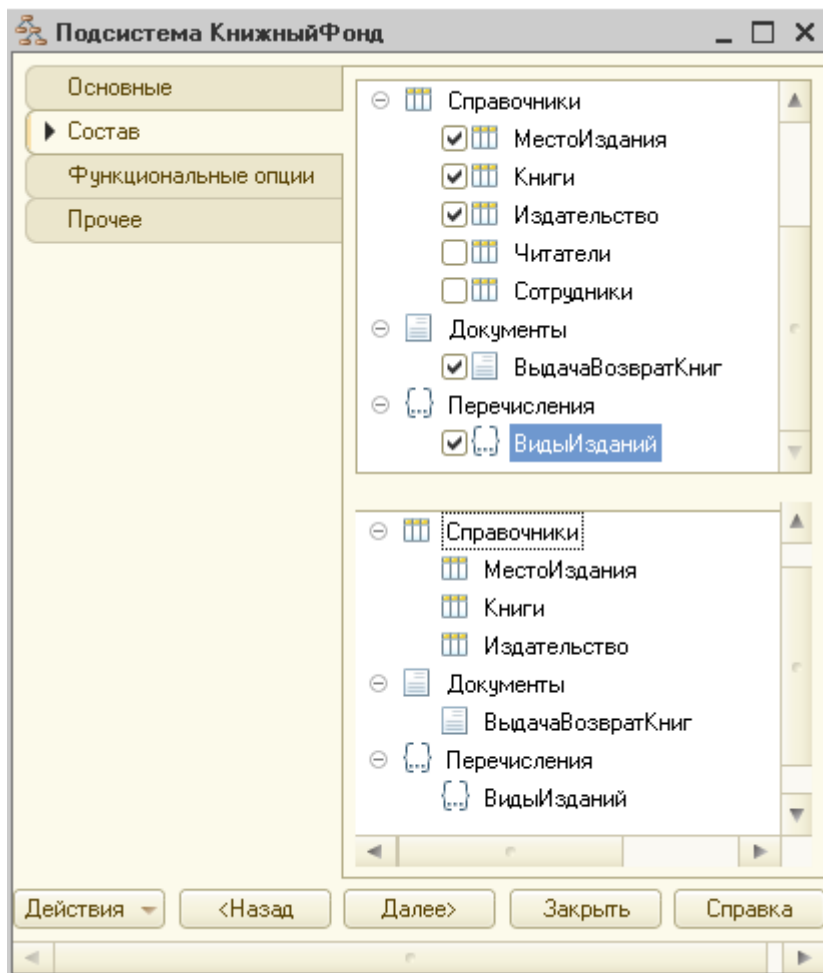 Подсистема КнижныйФонд
Основные
Состав
Функциональные опции
Прочее
Справочники
МестоИздания
Книги
Издательство
Читатели
Сотрудники
Документы
ВыдачаВозвратКниг
Перечисления
ВидыИзданий
Справочники
МестоИздания
Книги
Издательство
Документы
ВыдачаВозвратКниг
Перечисления
ВидыИзданий
Действия <Назад Далее> Закрыть Справка